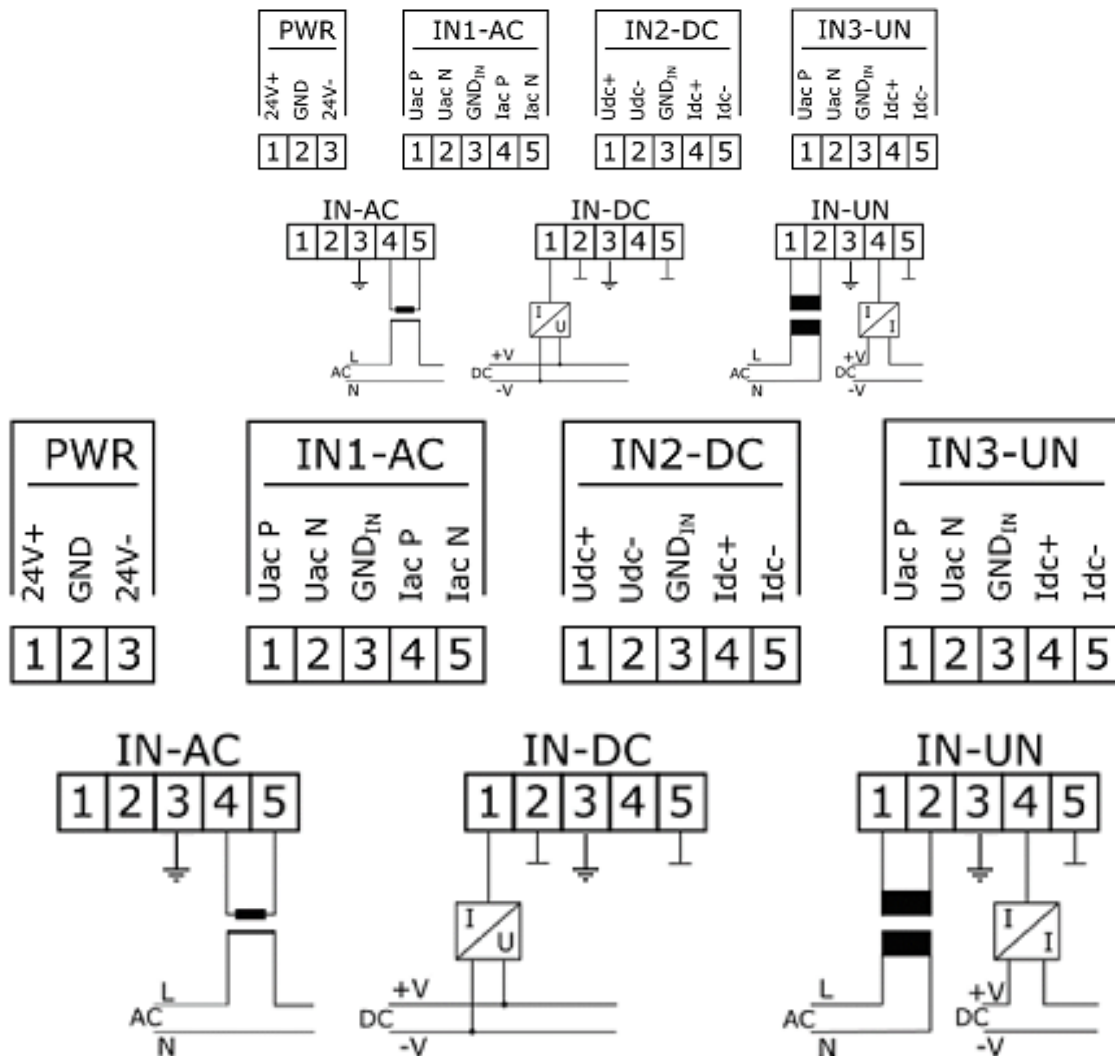 PWR IN1-AC IN2-DC IN3-UN
24V+ GND 24V- Uac P Uac N GNDIN Iac P Iac N Udc+ Udc- GNDIN Idc+ Idc- Uac P Uac N GNDIN Idc+ Idc-
1 2 3 1 2 3 4 5 1 2 3 4 5 1 2 3 4 5
IN-AC IN-DC IN-UN
1 2 3 4 5 1 2 3 4 5 1 2 3 4 5
I U I I
L +V L +V
AC DC AC DC
N -V N -V
PWR IN1-AC IN2-DC IN3-UN
24V+ GND 24V- Uac P Uac N GNDIN Iac P Iac N Udc+ Udc- GNDIN Idc+ Idc- Uac P Uac N GNDIN Idc+ Idc-
1 2 3 1 2 3 4 5 1 2 3 4 5 1 2 3 4 5
IN-AC IN-DC IN-UN
1 2 3 4 5 1 2 3 4 5 1 2 3 4 5
I U I I
L +V L +V
AC DC AC DC
N -V N -V